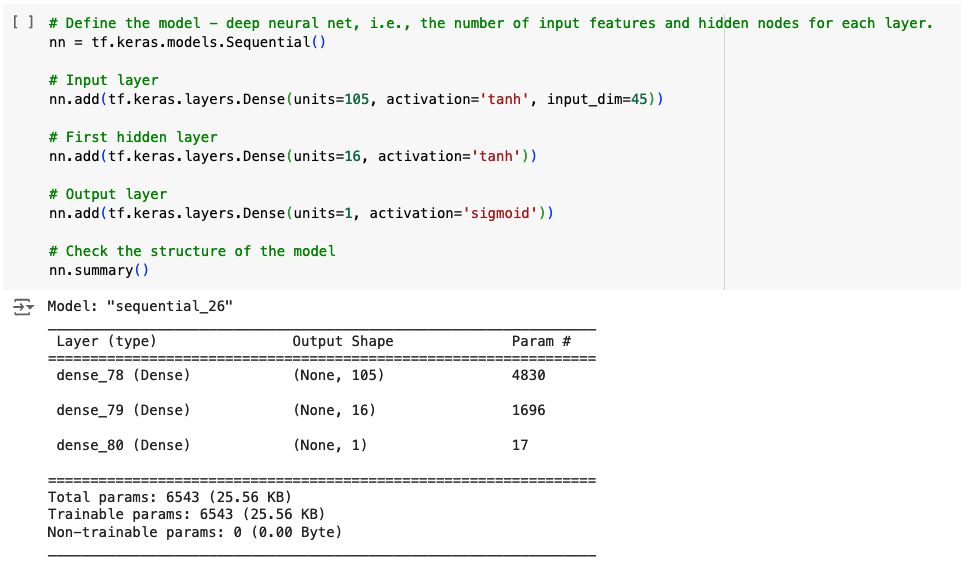 [ ] # Define the model – deep neural net, i.e., the number of input features and hidden nodes for each layer.
nn = tf.keras.models.Sequential()
# Input layer
nn.add(tf.keras.layers.Dense(units=105, activation='tanh', input_dim=45))
# First hidden layer
nn.add(tf.keras.layers.Dense(units=16, activation='tanh'))
# Output layer
nn.add(tf.keras.layers.Dense(units=1, activation='sigmoid'))
# Check the structure of the model
nn.summary()
Model: "sequential_26"
Layer (type) Output Shape Param #
=================================================================
dense_78 (Dense) (None, 105) 4830
dense_79 (Dense) (None, 16) 1696
dense_80 (Dense) (None, 1) 17
=================================================================
Total params: 6543 (25.56 KB)
Trainable params: 6543 (25.56 KB)
Non-trainable params: 0 (0.00 Byte)